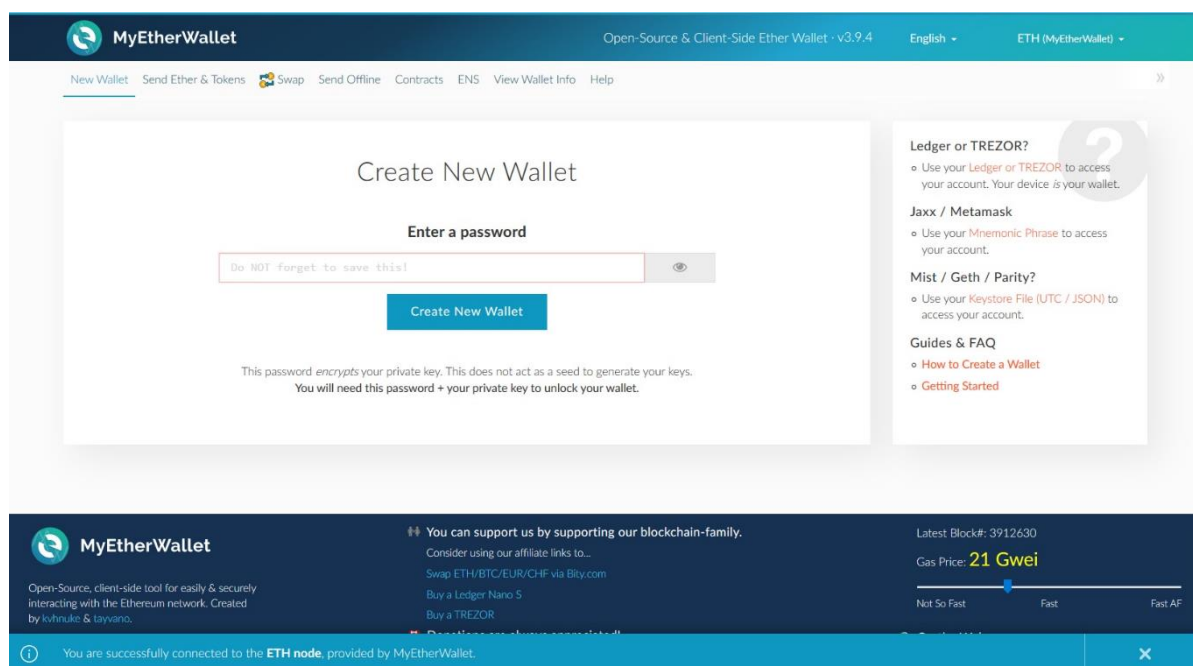 MyEtherWallet
Open-Source & Client-Side Ether Wallet · v3.9.4
English
ETH (MyEtherWallet)
New Wallet Send Ether & Tokens Swap Send Offline Contracts ENS View Wallet Info Help
Create New Wallet
Enter a password
Do NOT forget to save this!
Create New Wallet
This password encrypts your private key. This does not act as a seed to generate your keys.
You will need this password + your private key to unlock your wallet.
Ledger or TREZOR?
Use your Ledger or TREZOR to access
your account. Your device is your wallet.
Jaxx / Metamask
Use your Mnemonic Phrase to access
your account.
Mist / Geth / Parity?
Use your Keystore File (UTC / JSON) to
access your account.
Guides & FAQ
How to Create a Wallet
Getting Started
MyEtherWallet
Open-Source, client-side tool for easily & securely
interacting with the Ethereum network. Created
by kvhnuke & tayvano.
You can support us by supporting our blockchain-family.
Consider using our affiliate links to...
Swap ETH/BTC/EUR/CHF via Bity.com
Buy a Ledger Nano S
Buy a TREZOR
Donations are always appreciated!
Latest Block#: 3912630
Gas Price: 21 Gwei
Not So Fast Fast Fast AF
You are successfully connected to the ETH node, provided by MyEtherWallet.